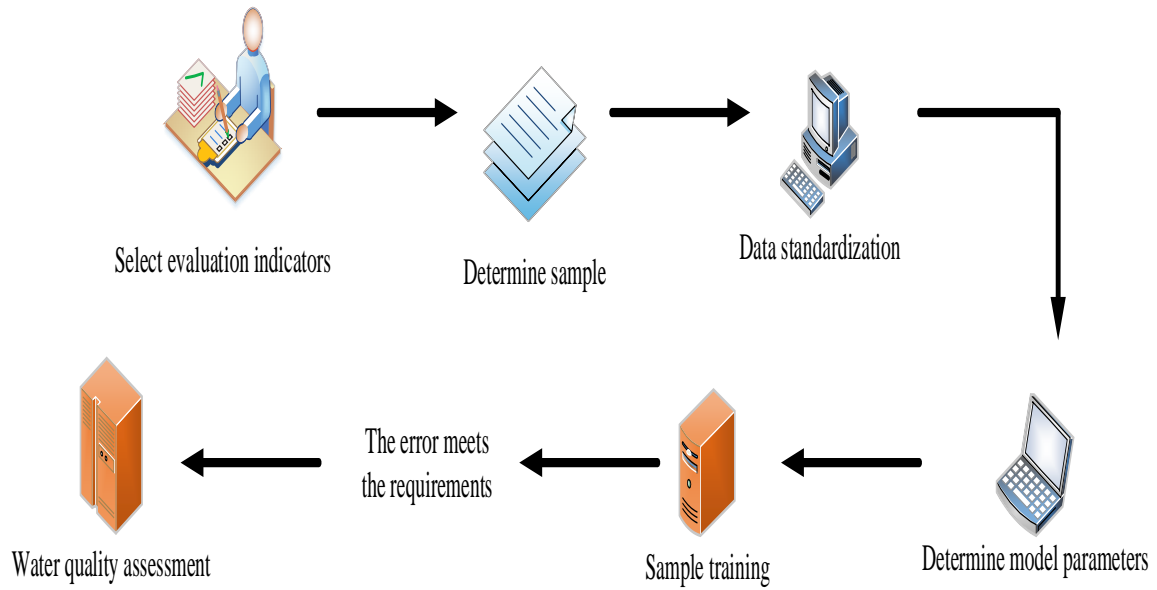 Select evaluation indicators
Determine sample
Data standardization
The error meets
the requirements
Water quality assessment
Sample training
Determine model parameters